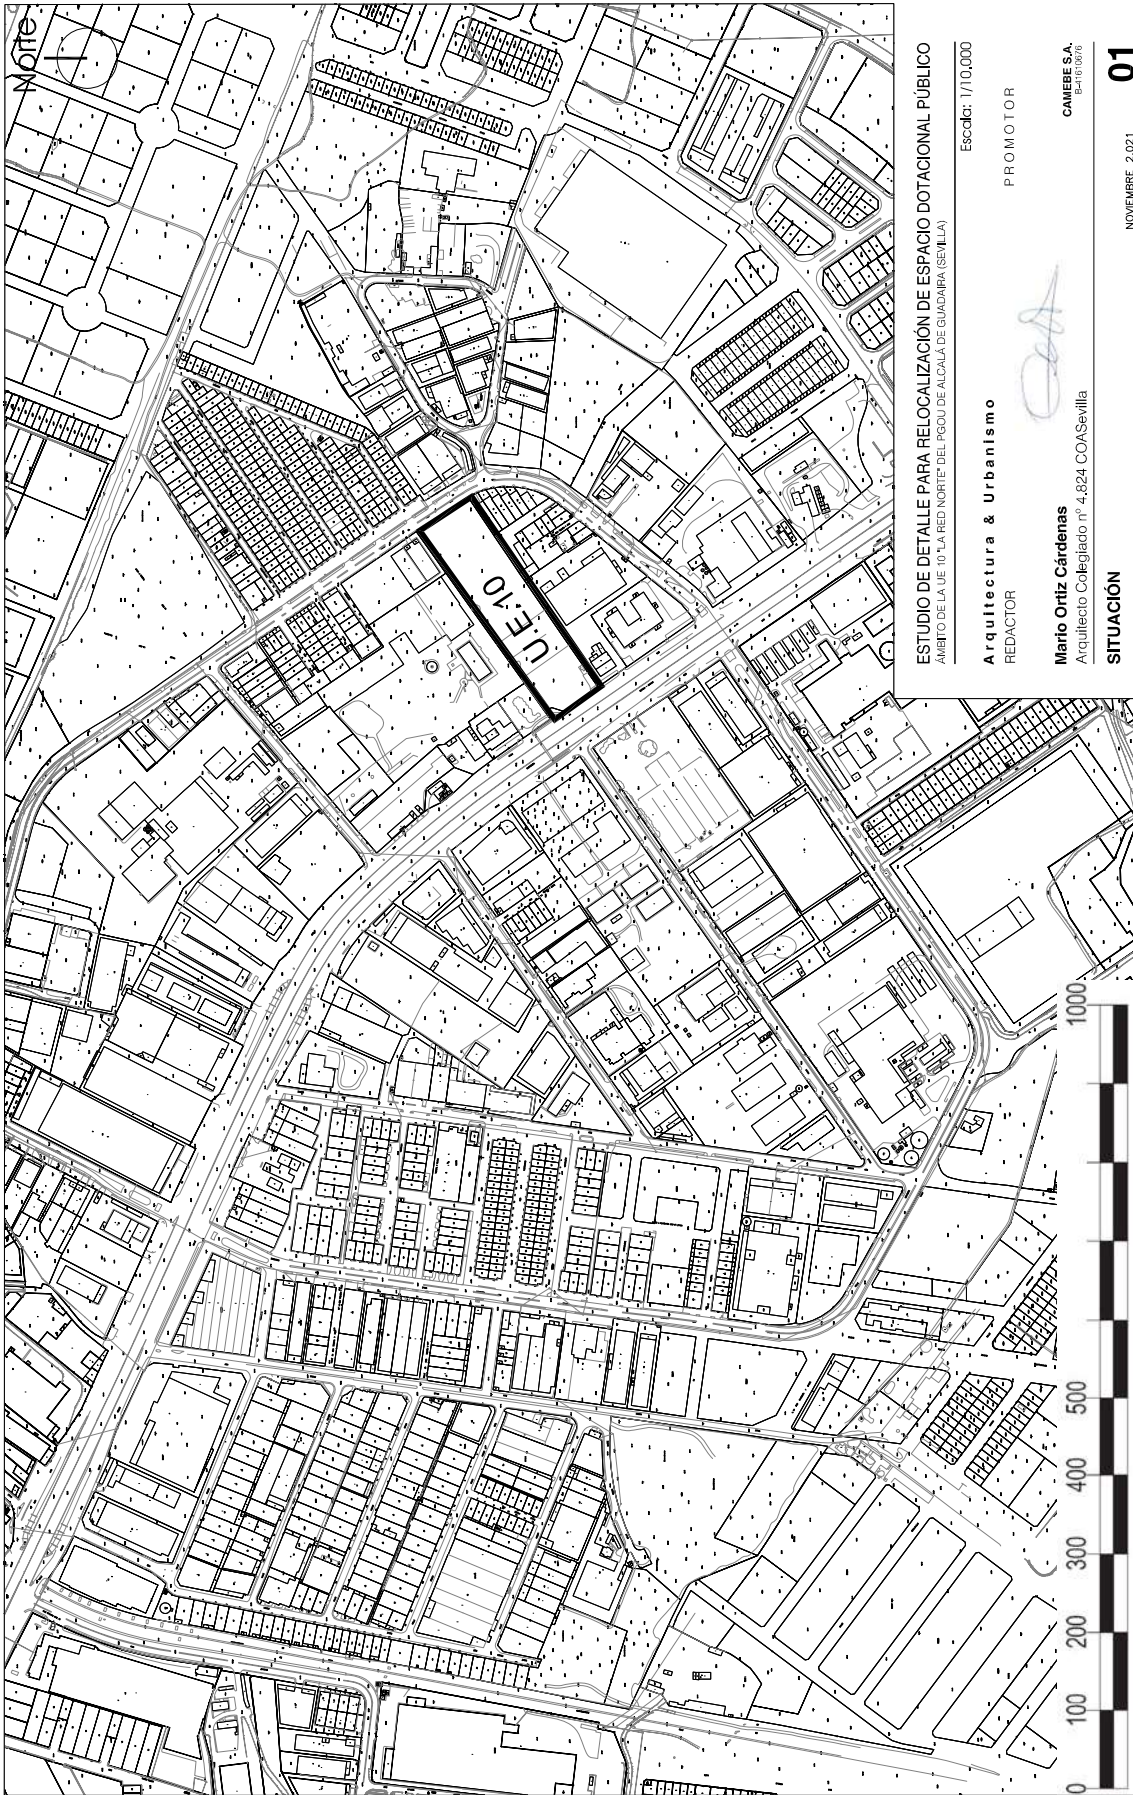 Norte
U.E.10
ESTUDIO DE DETALLE PARA RELOCALIZACIÓN DE ESPACIO DOTACIONAL PÚBLICO
ÁMBITO DE LA UE 10 "LA RED NORTE" DEL PGOU DE ALCALÁ DE GUADAÍRA (SEVILLA)
Escala: 1/10,000
Arquitectura & Urbanismo
REDACTOR
PROMOTOR
Mario Ortiz Cárdenas
Arquitecto Colegiado nº 4.824 COASevilla
CAMEBE S.A.
B-41610676
SITUACIÓN
NOVIEMBRE 2.021
01
0 100 200 300 400 500 1000